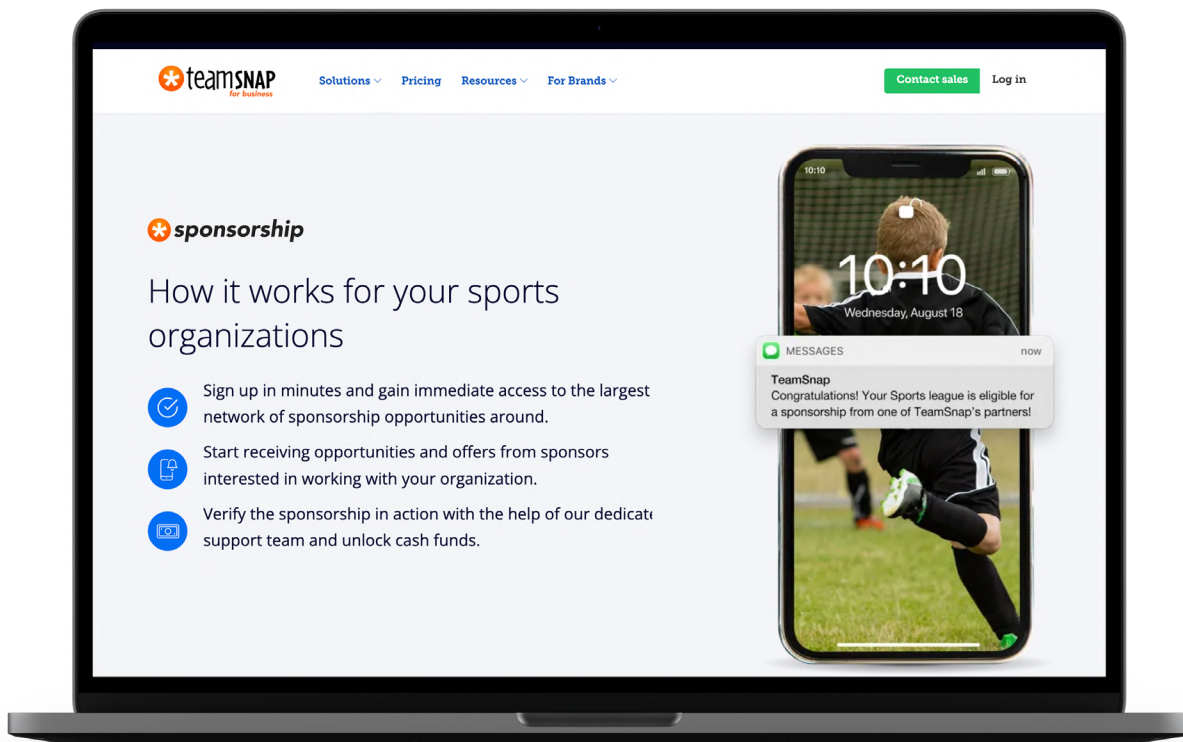 teamSNAP
for business
Solutions
Pricing
Resources
For Brands
Contact sales
Log in
sponsorship
How it works for your sports
organizations
Sign up in minutes and gain immediate access to the largest
network of sponsorship opportunities around.
Start receiving opportunities and offers from sponsors
interested in working with your organization.
Verify the sponsorship in action with the help of our
support team and unlock cash funds.
10:10
10:10
Wednesday, August 18
MESSAGES
now
TeamSnap
Congratulations! Your Sports league is eligible for
a sponsorship from one of TeamSnap's partners!